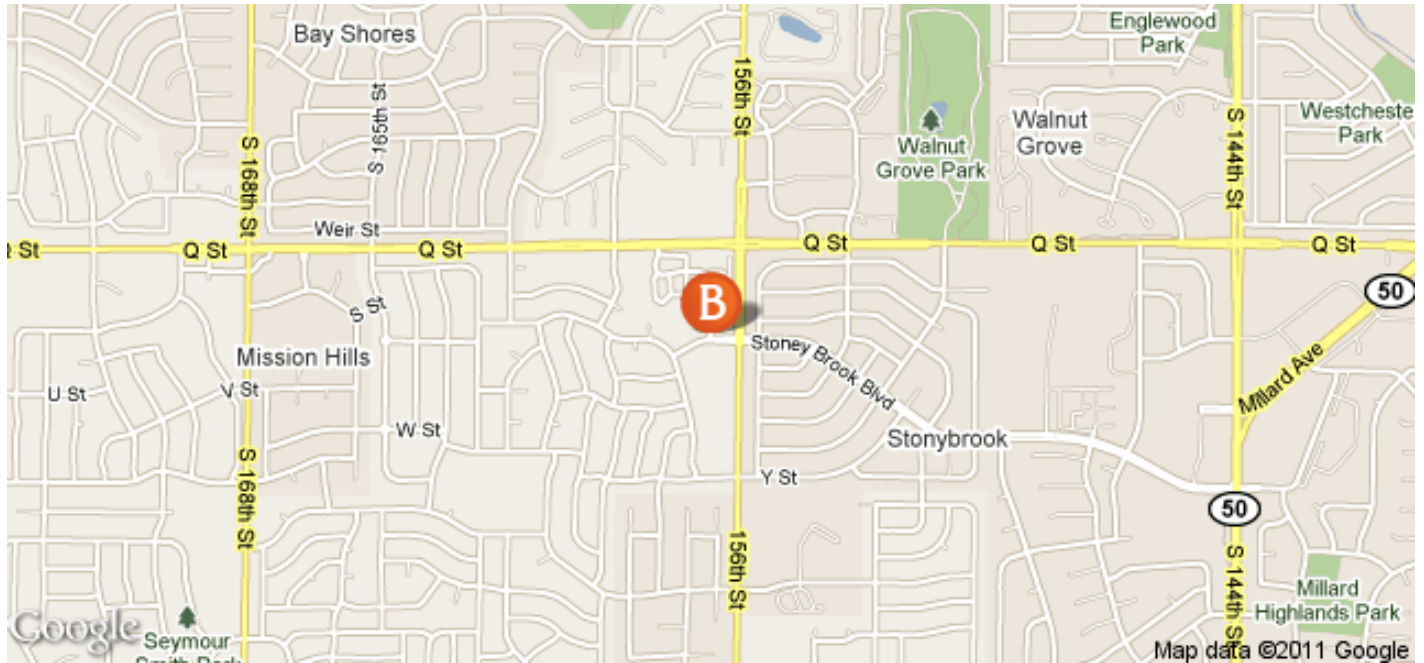 Bay Shores
Englewood
Park
156th St
S 165th St
S 168th St
S 144th St
Westcheste
Park
Walnut
Grove Park
Walnut
Grove
Weir St
Q St
Q St
Q St
Q St
Q St
Q St
50
B
S St
Stoney Brook Blvd
Mission Hills
Millard Ave
U St
V St
W St
Stonybrook
Y St
S 168th St
50
156th St
S 144th St
Millard
Highlands Park
Google
Seymour
Smith Park
Map data ©2011 Google